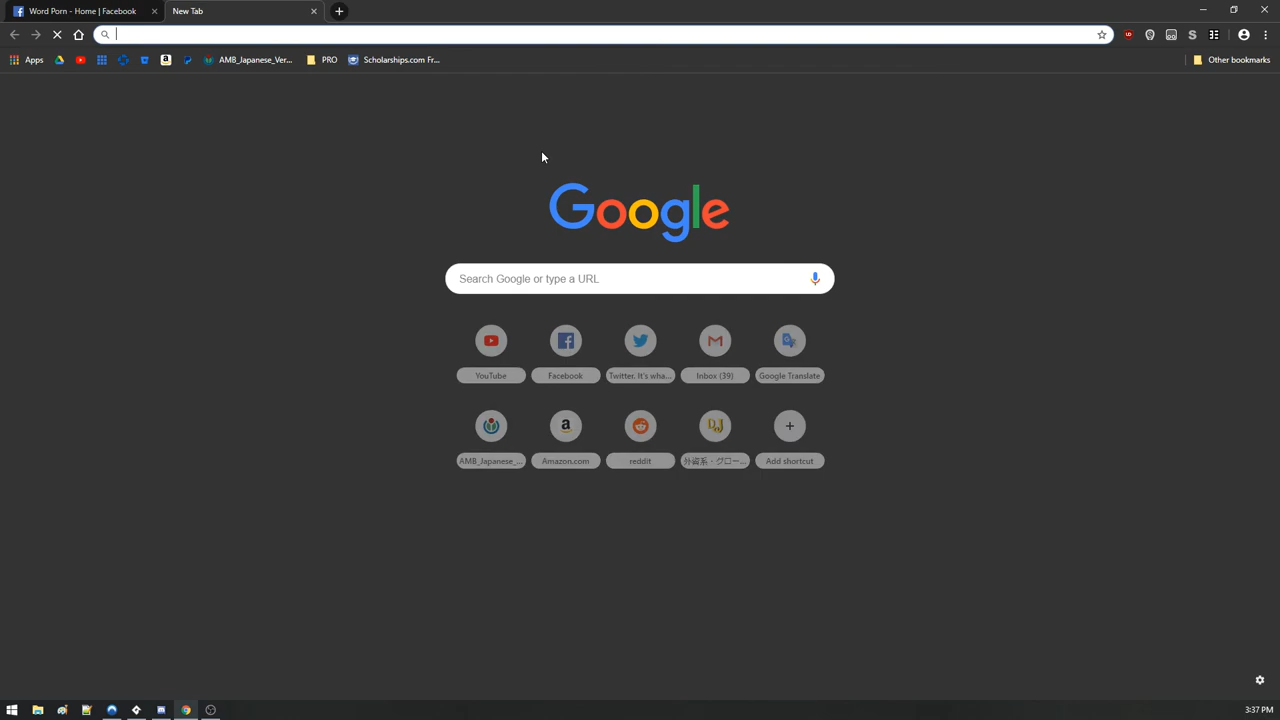 Word Porn - Home | Facebook
New Tab
Apps
AMB_Japanese_Ver...
PRO
Scholarships.com Fr...
Other bookmarks
Google
Search Google or type a URL
YouTube
Facebook
Twitter. It's wha...
Inbox (39)
Google Translate
AMB_Japanese_...
Amazon.com
reddit
外資系・グロー...
Add shortcut
3:37 PM